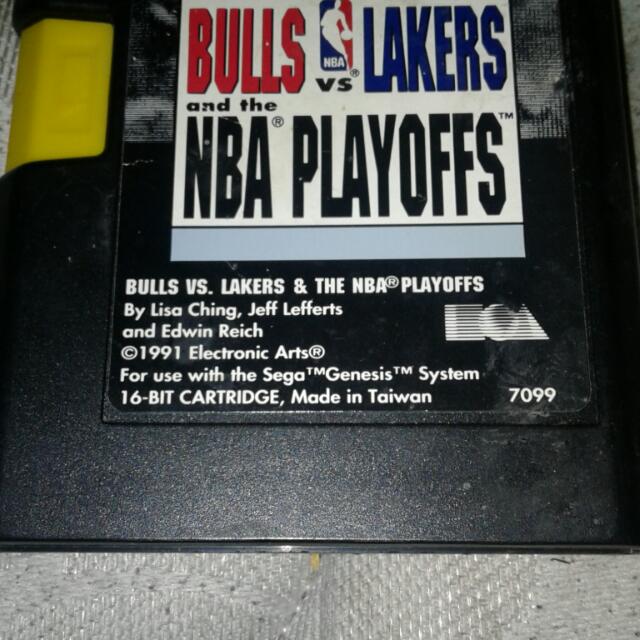 BULLS NBA VS® LAKERS
and the
NBA® PLAYOFFS™
BULLS VS. LAKERS & THE NBA® PLAYOFFS
By Lisa Ching, Jeff Lefferts
and Edwin Reich
EA
©1991 Electronic Arts®
For use with the Sega™Genesis™ System
16-BIT CARTRIDGE, Made in Taiwan 7099